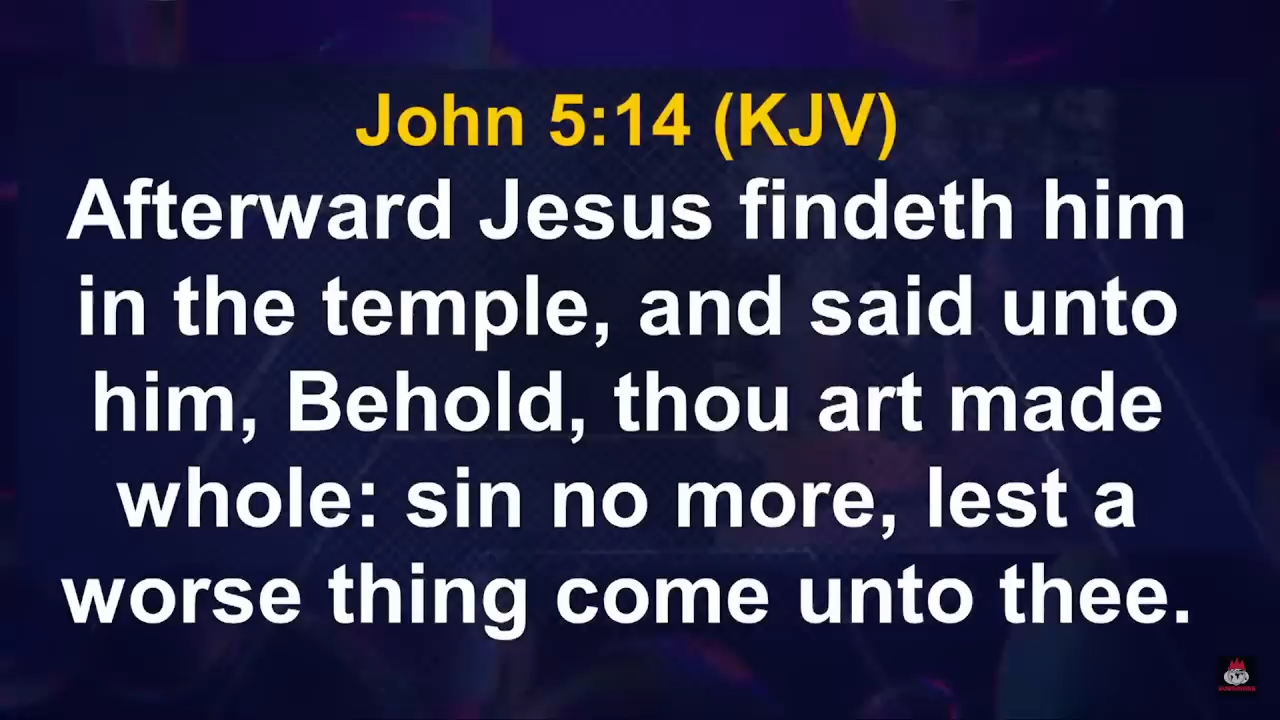 John 5:14 (KJV)
Afterward Jesus findeth him
in the temple, and said unto
him, Behold, thou art made
whole: sin no more, lest a
worse thing come unto thee.